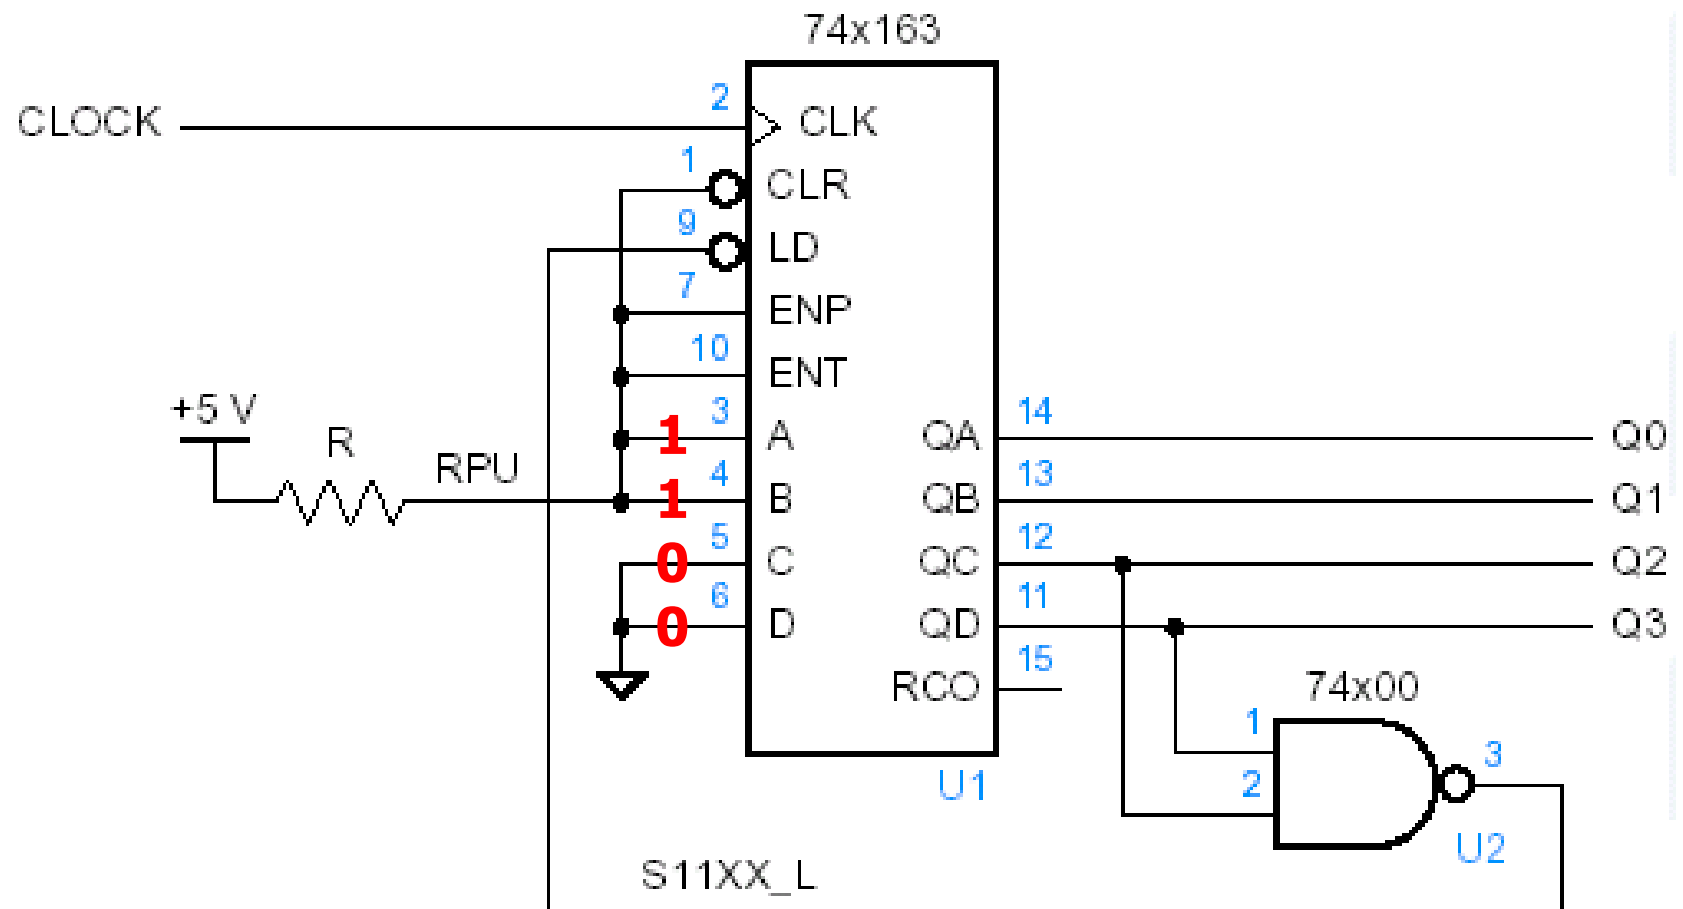 74x163
CLOCK
2
CLK
1
CLR
9
LD
7
ENP
10
ENT
+5 V
R
RPU
3
1
A
QA
14
Q0
4
1
B
QB
13
Q1
5
0
C
QC
12
Q2
6
0
D
QD
11
Q3
RCO
15
74x00
1
2
3
U1
U2
S11XX_L